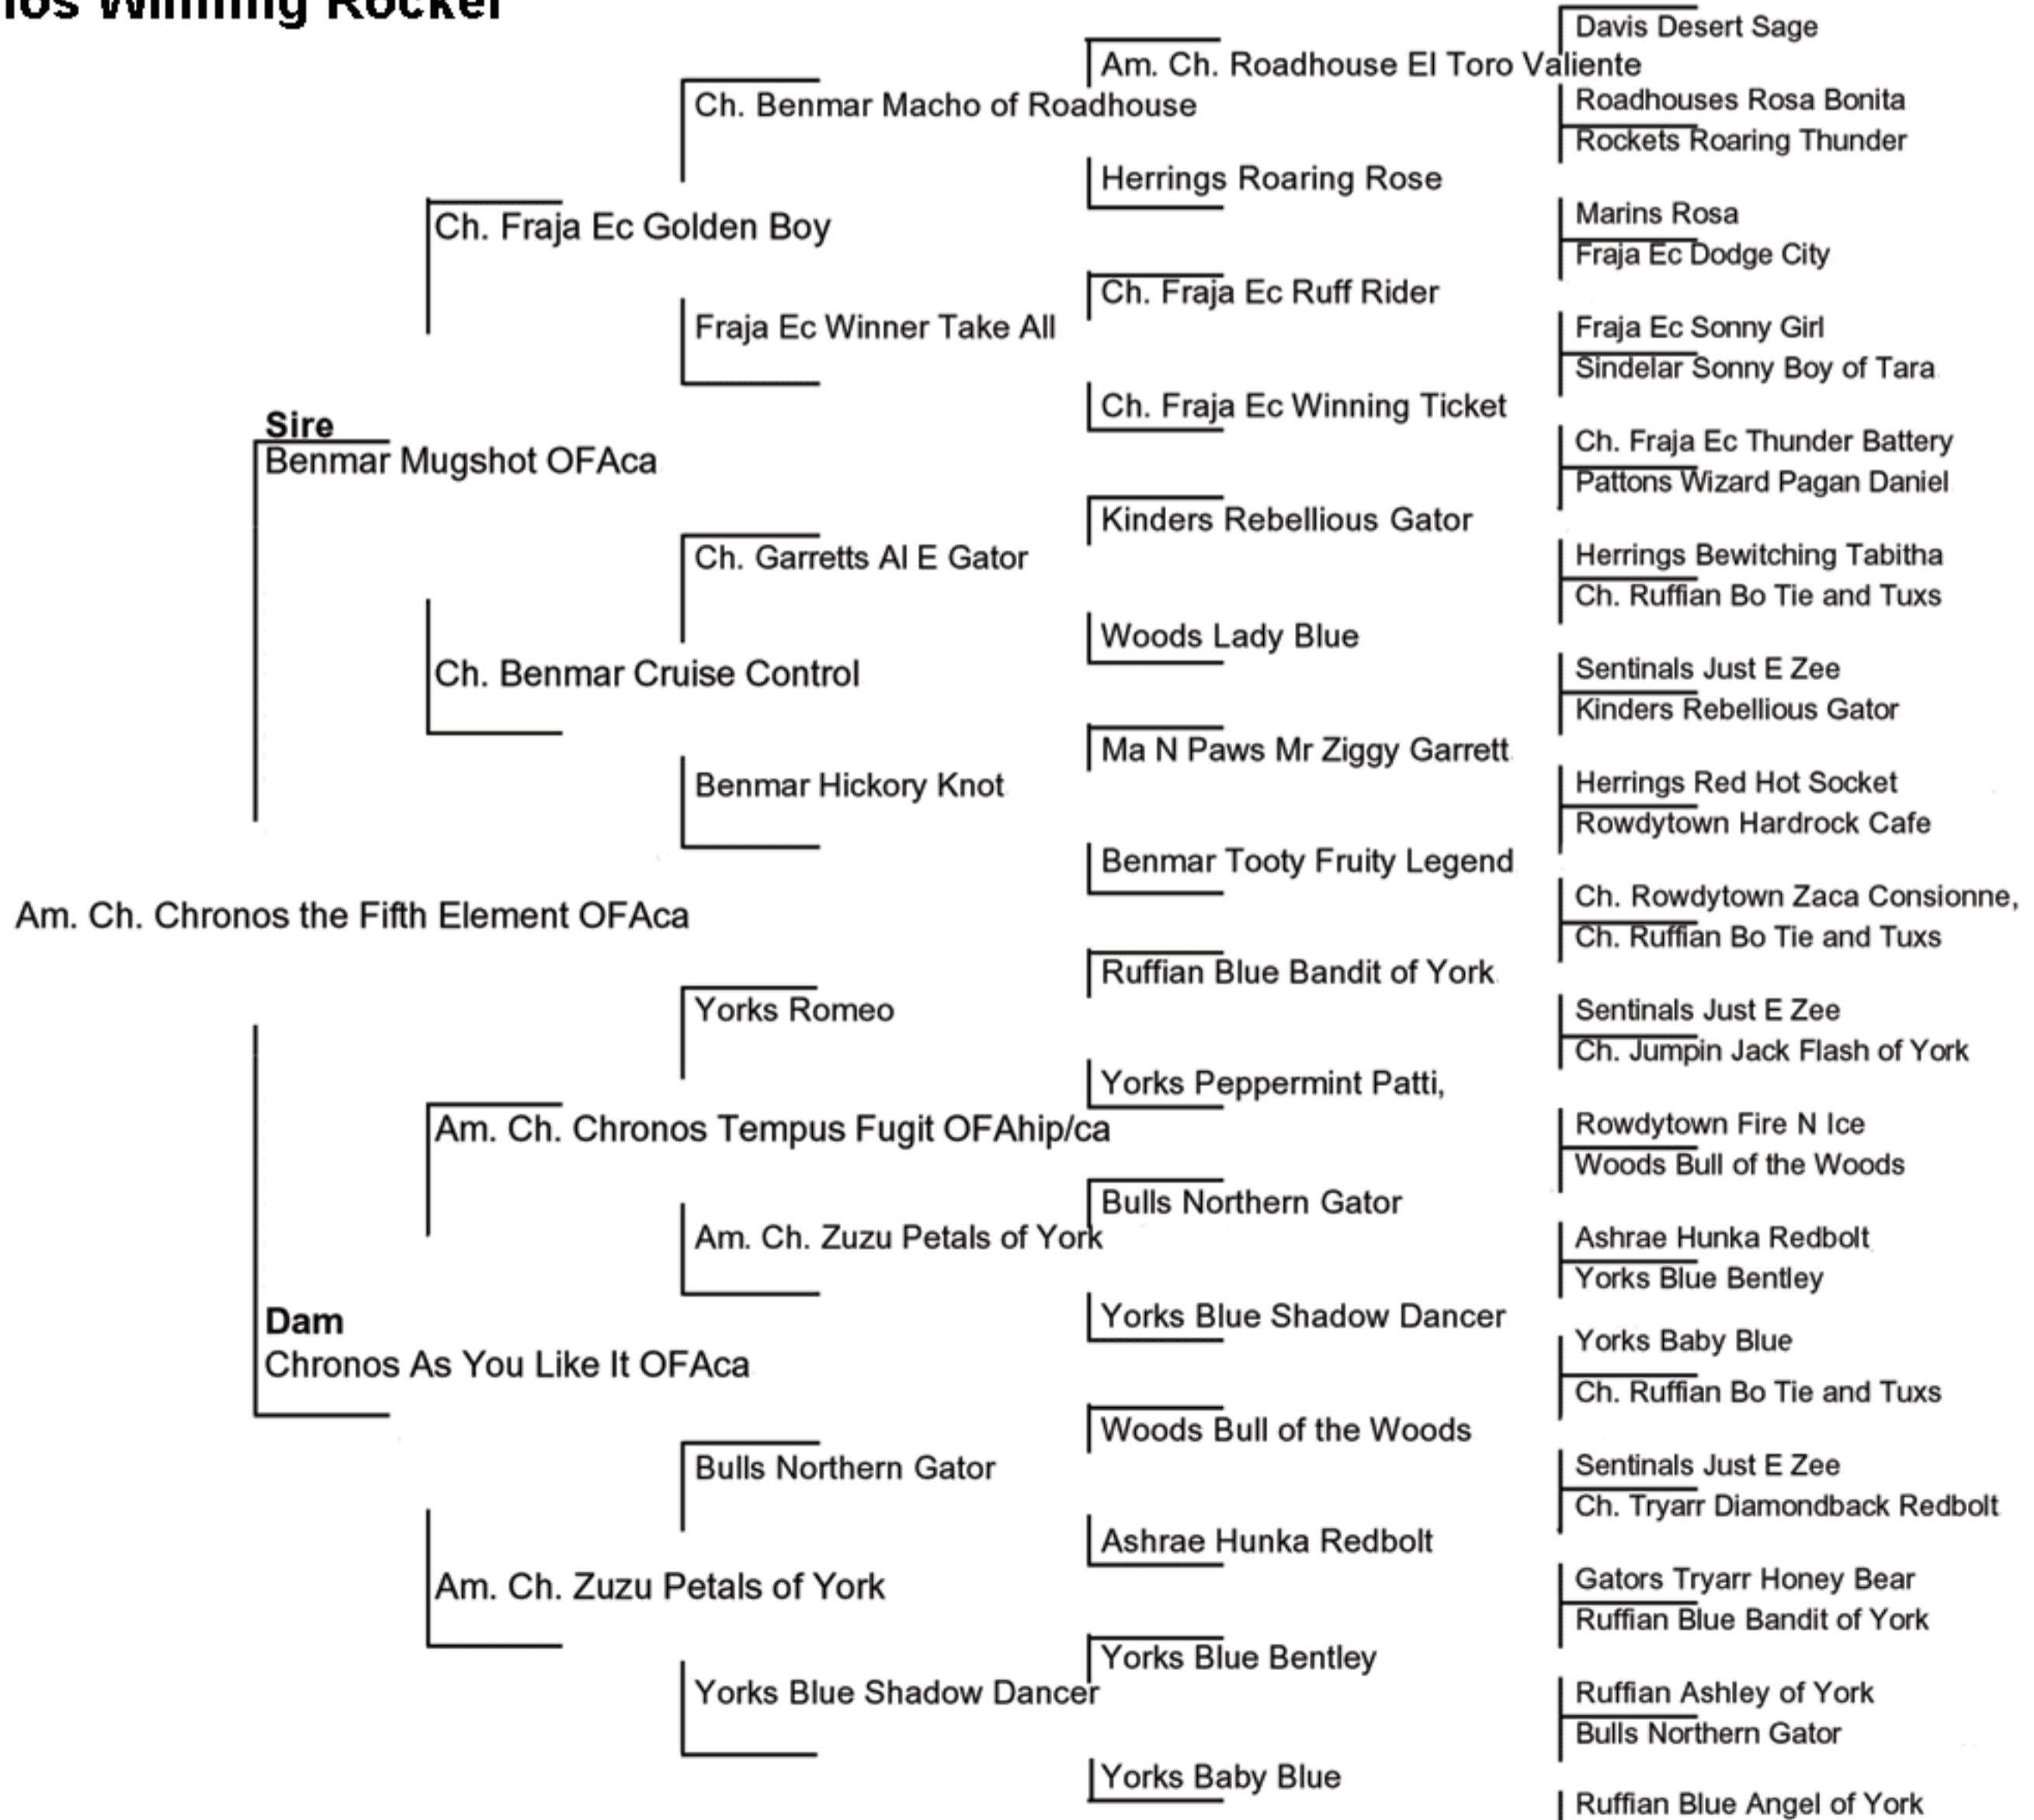 Winning Rocker
Davis Desert Sage
Am. Ch. Roadhouse El Toro Valiente
Ch. Benmar Macho of Roadhouse
Roadhouses Rosa Bonita
Rockets Roaring Thunder
Herrings Roaring Rose
Marins Rosa
Ch. Fraja Ec Golden Boy
Fraja Ec Dodge City
Ch. Fraja Ec Ruff Rider
Fraja Ec Winner Take All
Fraja Ec Sonny Girl
Sindelar Sonny Boy of Tara
Ch. Fraja Ec Winning Ticket
Sire
Ch. Fraja Ec Thunder Battery
Benmar Mugshot OFAca
Pattons Wizard Pagan Daniel
Kinders Rebellious Gator
Ch. Garretts Al E Gator
Herrings Bewitching Tabitha
Ch. Ruffian Bo Tie and Tuxs
Woods Lady Blue
Ch. Benmar Cruise Control
Sentinals Just E Zee
Kinders Rebellious Gator
Ma N Paws Mr Ziggy Garrett
Benmar Hickory Knot
Herrings Red Hot Socket
Rowdytown Hardrock Cafe
Benmar Tooty Fruity Legend
Ch. Rowdytown Zaca Consionne,
Am. Ch. Chronos the Fifth Element OFAca
Ch. Ruffian Bo Tie and Tuxs
Ruffian Blue Bandit of York
Yorks Romeo
Sentinals Just E Zee
Ch. Jumpin Jack Flash of York
Yorks Peppermint Patti,
Am. Ch. Chronos Tempus Fugit OFAhip/ca
Rowdytown Fire N Ice
Woods Bull of the Woods
Bulls Northern Gator
Am. Ch. Zuzu Petals of York
Ashrae Hunka Redbolt
Yorks Blue Bentley
Yorks Blue Shadow Dancer
Dam
Yorks Baby Blue
Chronos As You Like It OFAca
Ch. Ruffian Bo Tie and Tuxs
Woods Bull of the Woods
Bulls Northern Gator
Sentinals Just E Zee
Ch. Tryarr Diamondback Redbolt
Ashrae Hunka Redbolt
Am. Ch. Zuzu Petals of York
Gators Tryarr Honey Bear
Ruffian Blue Bandit of York
Yorks Blue Bentley
Yorks Blue Shadow Dancer
Ruffian Ashley of York
Bulls Northern Gator
Yorks Baby Blue
Ruffian Blue Angel of York